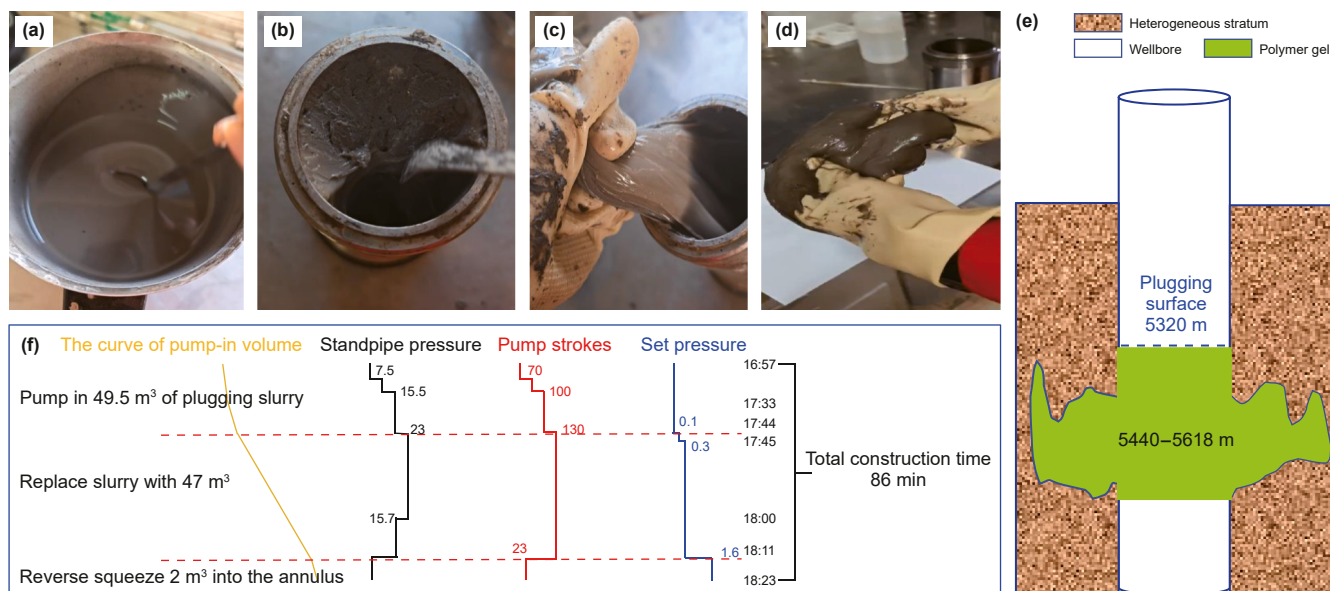 (a)
(b)
(c)
(d)
(e)
Heterogeneous stratum
Wellbore
Polymer gel
Plugging
surface
5320 m
5440–5618 m
(f)
The curve of pump-in volume
Standpipe pressure
Pump strokes
Set pressure
Pump in 49.5 m³ of plugging slurry
Replace slurry with 47 m³
Reverse squeeze 2 m³ into the annulus
7.5
15.5
23
15.7
70
100
130
23
0.1
0.3
1.6
16:57
17:33
17:44
17:45
18:00
18:11
18:23
Total construction time
86 min